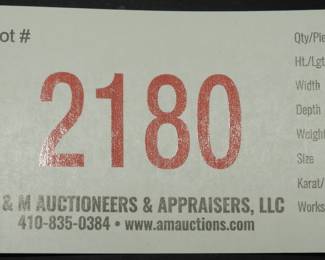 ot #
2180
& M AUCTIONEERS & APPRAISERS, LLC
410-835-0384 • www.amauctions.com
Qty/Pie
Ht./Lgt
Width
Depth
Weight
Size
Karat/
Works